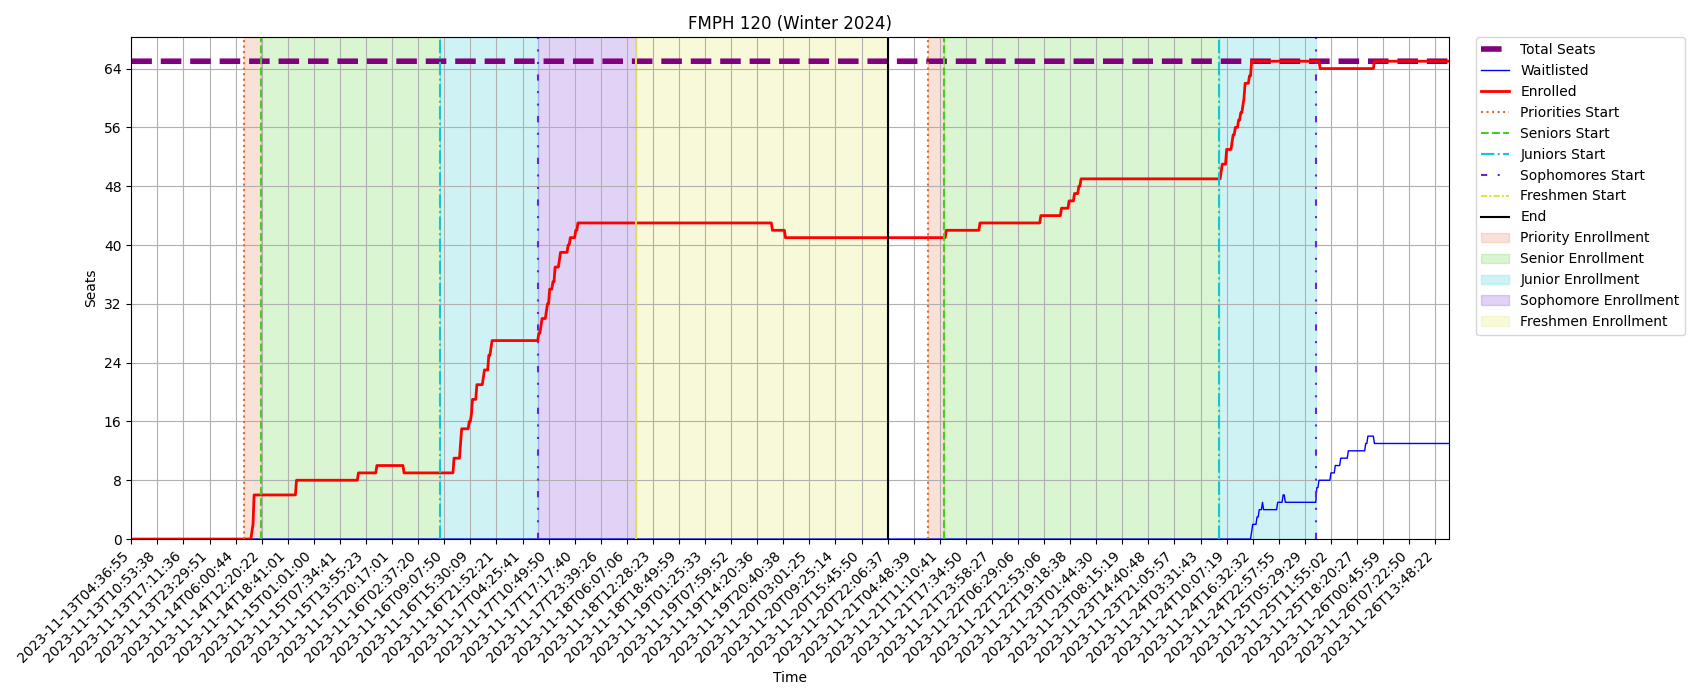 FMPH 120 (Winter 2024)
Total Seats
Waitlisted
Enrolled
Priorities Start
Seniors Start
Juniors Start
Sophomores Start
Freshmen Start
End
Priority Enrollment
Senior Enrollment
Junior Enrollment
Sophomore Enrollment
Freshmen Enrollment
Seats
64
56
48
40
32
24
16
8
0
2023-11-13T04:36:55
2023-11-13T10:53:38
2023-11-13T17:11:36
2023-11-13T23:29:51
2023-11-14T06:00:44
2023-11-14T12:20:22
2023-11-14T18:41:01
2023-11-15T01:01:00
2023-11-15T07:34:41
2023-11-15T13:55:23
2023-11-15T20:17:01
2023-11-16T02:37:20
2023-11-16T09:07:50
2023-11-16T15:30:09
2023-11-16T21:52:21
2023-11-17T04:25:41
2023-11-17T10:49:50
2023-11-17T17:17:40
2023-11-17T23:39:26
2023-11-18T06:07:06
2023-11-18T12:28:23
2023-11-18T18:49:59
2023-11-19T01:25:33
2023-11-19T07:59:52
2023-11-19T14:20:36
2023-11-19T20:40:38
2023-11-20T03:01:25
2023-11-20T09:25:14
2023-11-20T15:45:50
2023-11-20T22:06:37
2023-11-21T04:48:39
2023-11-21T11:10:41
2023-11-21T17:34:50
2023-11-21T23:58:27
2023-11-22T06:29:06
2023-11-22T12:53:06
2023-11-22T19:18:38
2023-11-23T01:44:30
2023-11-23T08:15:19
2023-11-23T14:40:48
2023-11-23T21:05:57
2023-11-24T03:31:43
2023-11-24T10:07:19
2023-11-24T16:32:32
2023-11-24T22:57:55
2023-11-25T05:29:29
2023-11-25T11:55:02
2023-11-25T18:20:27
2023-11-26T00:45:59
2023-11-26T07:22:50
2023-11-26T13:48:22
Time